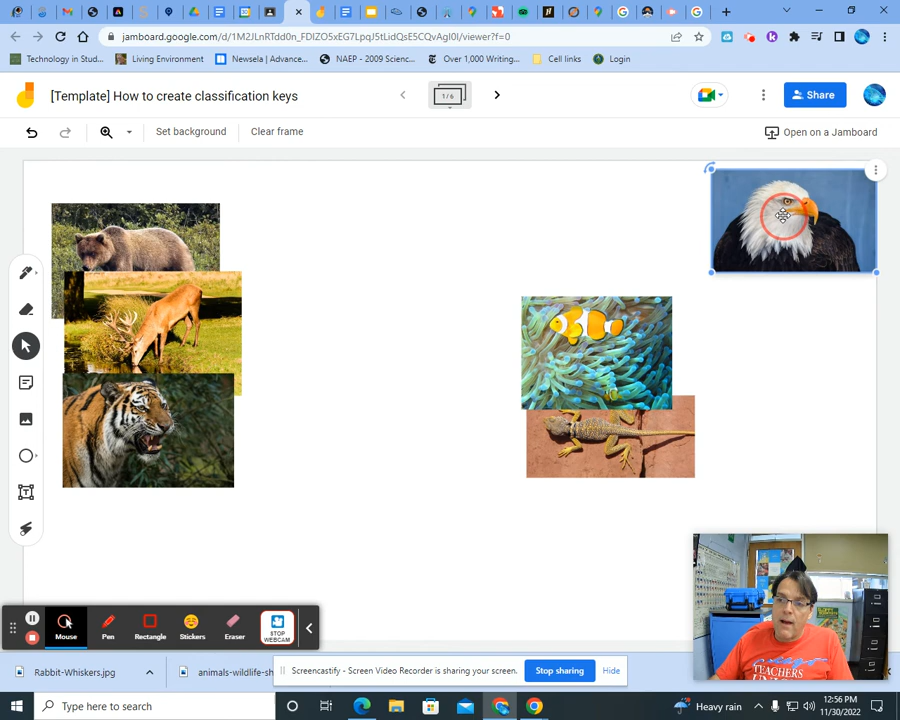 jamboard.google.com/d/1M2JLnRTdd0n_FDIZO5xEG7LpqJ5tLidQsE5CQvAgI0I/viewer?f=0
Technology in Stud...
Living Environment
Newsela | Advance...
NAEP - 2009 Scienc...
Over 1,000 Writing...
Cell links
Login
[Template] How to create classification keys
1/6
Share
Set background
Clear frame
Open on a Jamboard
Mouse
Pen
Rectangle
Stickers
Eraser
STOP
WEBCAM
TEACHERS
Rabbit-Whiskers.jpg
animals-wildlife-sh
Screencastify - Screen Video Recorder is sharing your screen.
Stop sharing
Hide
Type here to search
Heavy rain
12:56 PM
11/30/2022